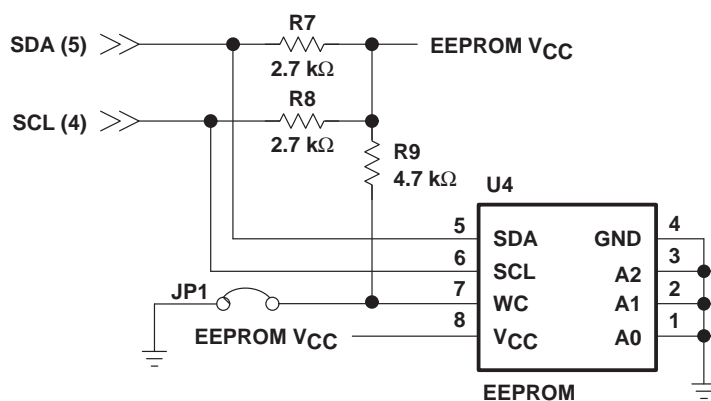 R7
SDA (5)
EEPROM VCC
2.7 kΩ
R8
SCL (4)
2.7 kΩ
R9
4.7 kΩ
U4
5 SDA GND 4
6 SCL A2 3
JP1 7 WC A1 2
EEPROM VCC 8 VCC A0 1
EEPROM